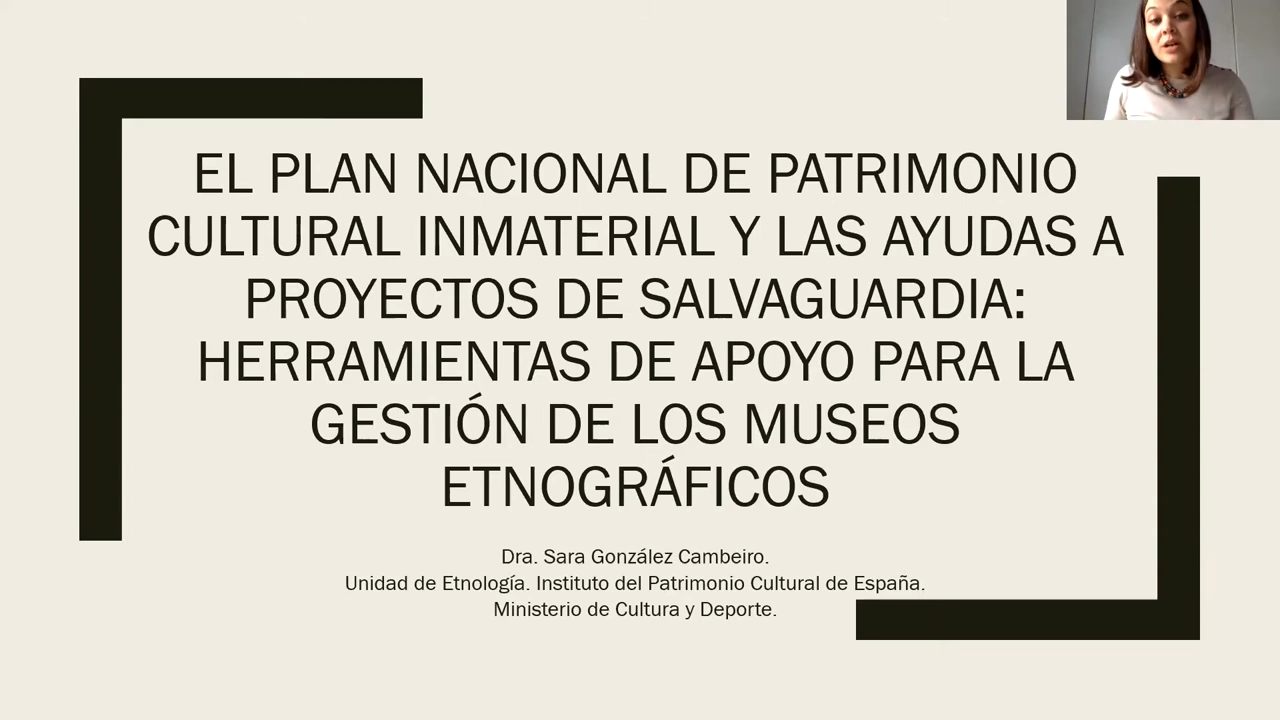 EL PLAN NACIONAL DE PATRIMONIO
CULTURAL INMATERIAL Y LAS AYUDAS A
PROYECTOS DE SALVAGUARDIA:
HERRAMIENTAS DE APOYO PARA LA
GESTIÓN DE LOS MUSEOS
ETNOGRÁFICOS
Dra. Sara González Cambeiro.
Unidad de Etnología. Instituto del Patrimonio Cultural de España.
Ministerio de Cultura y Deporte.